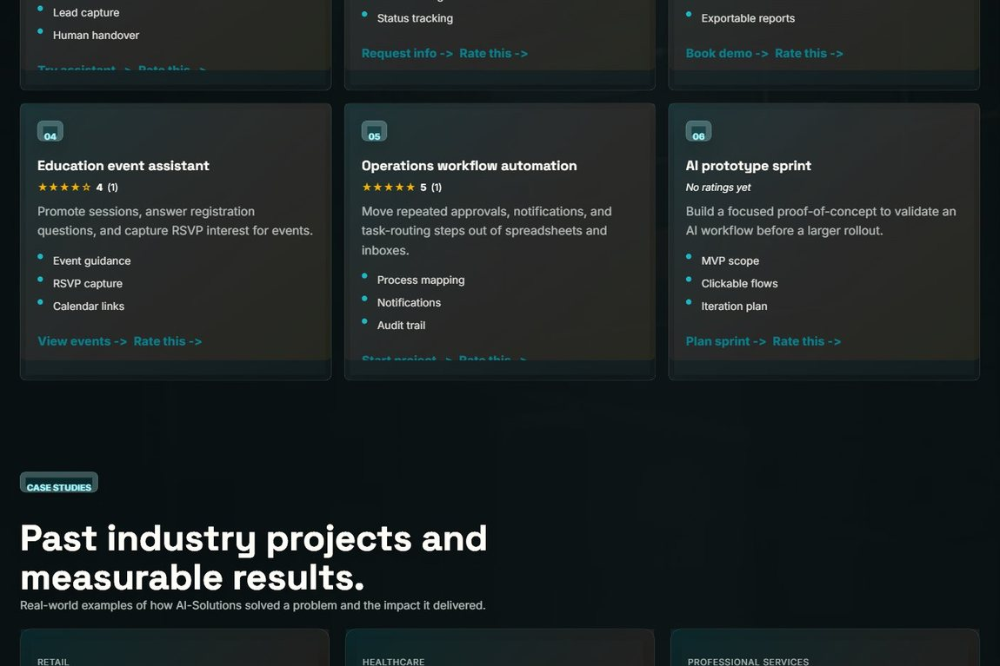 Lead capture
Human handover
Try assistant -> Rate this ->
Status tracking
Request info -> Rate this ->
Exportable reports
Book demo -> Rate this ->
04
Education event assistant
★★★★☆ 4 (1)
Promote sessions, answer registration
questions, and capture RSVP interest for events.
Event guidance
RSVP capture
Calendar links
View events -> Rate this ->
05
Operations workflow automation
★★★★★ 5 (1)
Move repeated approvals, notifications, and
task-routing steps out of spreadsheets and
inboxes.
Process mapping
Notifications
Audit trail
Start project -> Rate this ->
06
AI prototype sprint
No ratings yet
Build a focused proof-of-concept to validate an
AI workflow before a larger rollout.
MVP scope
Clickable flows
Iteration plan
Plan sprint -> Rate this ->
CASE STUDIES
Past industry projects and
measurable results.
Real-world examples of how AI-Solutions solved a problem and the impact it delivered.
RETAIL
HEALTHCARE
PROFESSIONAL SERVICES